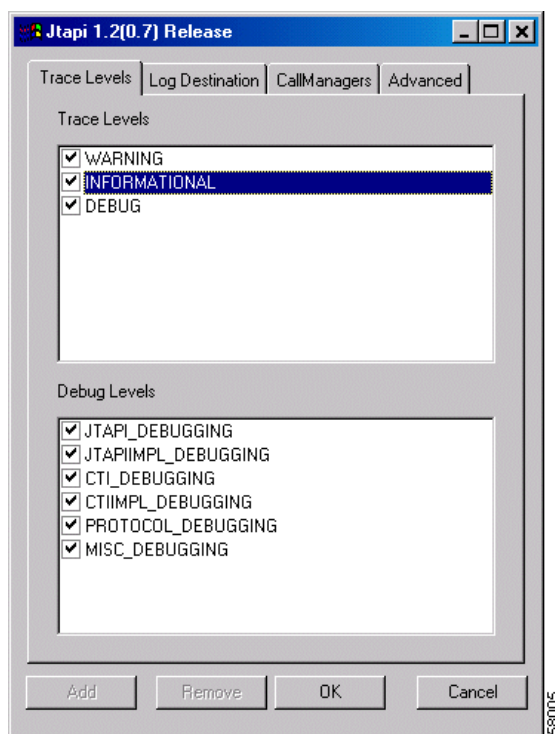 Jtapi 1.2(0.7) Release
Trace Levels Log Destination CallManagers Advanced
Trace Levels
WARNING
INFORMATIONAL
DEBUG
Debug Levels
JTAPI_DEBUGGING
JTAPIIMPL_DEBUGGING
CTI_DEBUGGING
CTIIMPL_DEBUGGING
PROTOCOL_DEBUGGING
MISC_DEBUGGING
Add Remove OK Cancel
58005